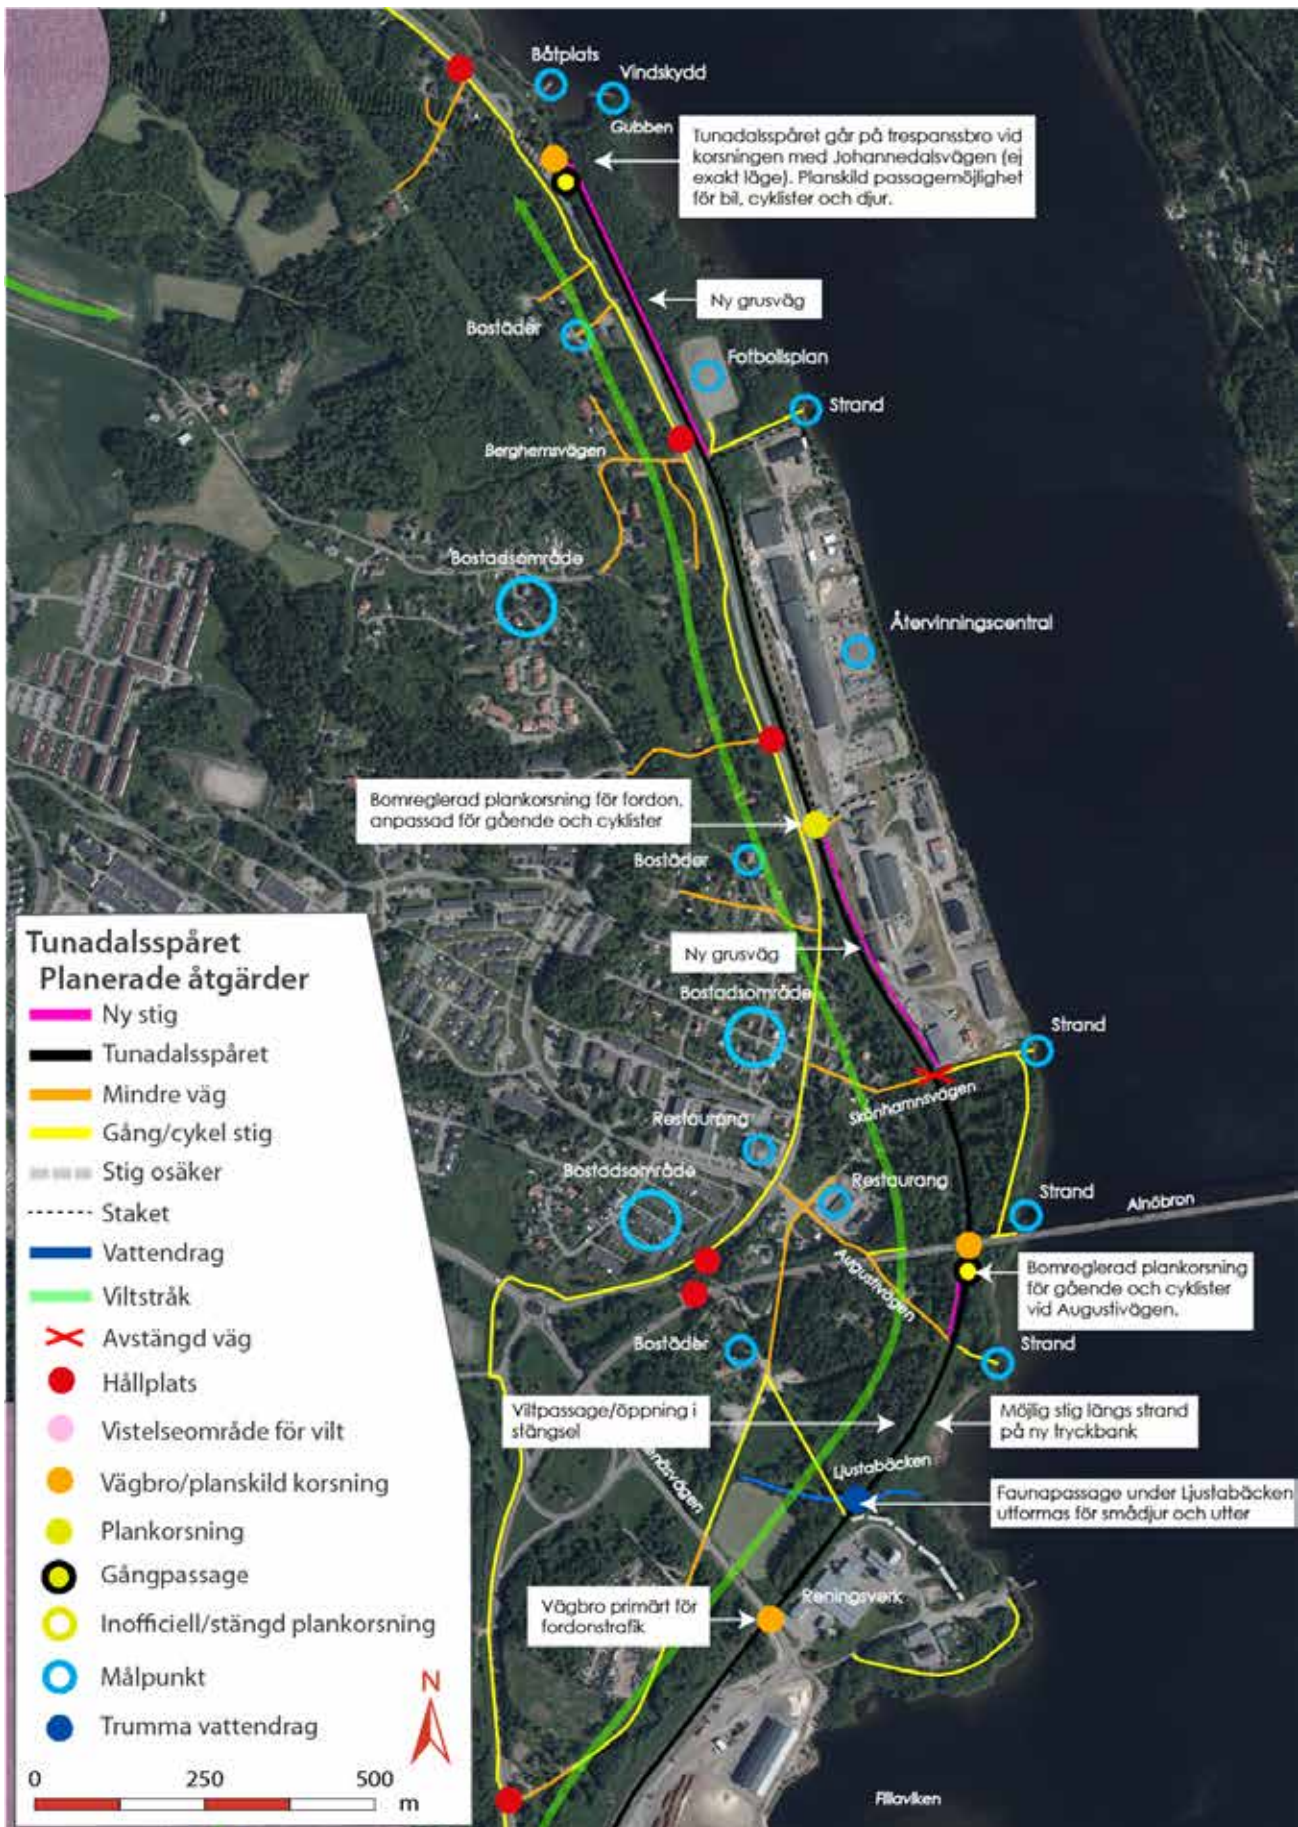 Båtplats
Vindskydd
Gubben
Tunadalsspåret går på trespanssbro vid
korsningen med Johannedalsvägen (ej
exakt läge). Planskild passagemöjlighet
för bil, cyklister och djur.
Ny grusväg
Bostäder
Fotbollsplan
Strand
Berghemsvägen
Bostadsområde
Återvinningscentral
Bomreglerad plankorsning för fordon,
anpassad för gående och cyklister
Bostäder
Ny grusväg
Bostadsområde
Strand
Skönhamnsvägen
Restaurang
Bostadsområde
Restaurang
Strand
Alnöbron
Augustivägen
Bomreglerad plankorsning
för gående och cyklister
vid Augustivägen.
Bostäder
Strand
Viltpassage/öppning i
stängsel
Möjlig stig längs strand
på ny tryckbank
Ljustabäcken
Faunapassage under Ljustabäcken
utformas för smådjur och utter
Vägbro primärt för
fordonstrafik
Reningsverk
Fillaviken
Tunadalsspåret
Planerade åtgärder
Ny stig
Tunadalsspåret
Mindre väg
Gång/cykel stig
Stig osäker
Staket
Vattendrag
Viltstråk
Avstängd väg
Hållplats
Vistelseområde för vilt
Vägbro/planskild korsning
Plankorsning
Gångpassage
Inofficiell/stängd plankorsning
Målpunkt
Trumma vattendrag
N
0 250 500
m